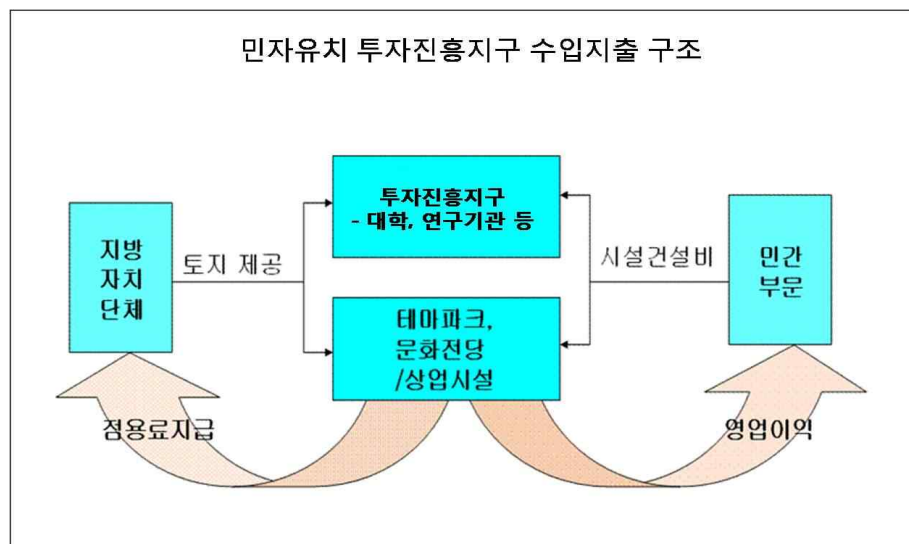 민자유치 투자진흥지구 수입지출 구조
투자진흥지구
- 대학, 연구기관 등
지방
자치
단체
토지 제공
시설건설비
민간
부문
테마파크,
문화전당
/상업시설
점용료지급
영업이익